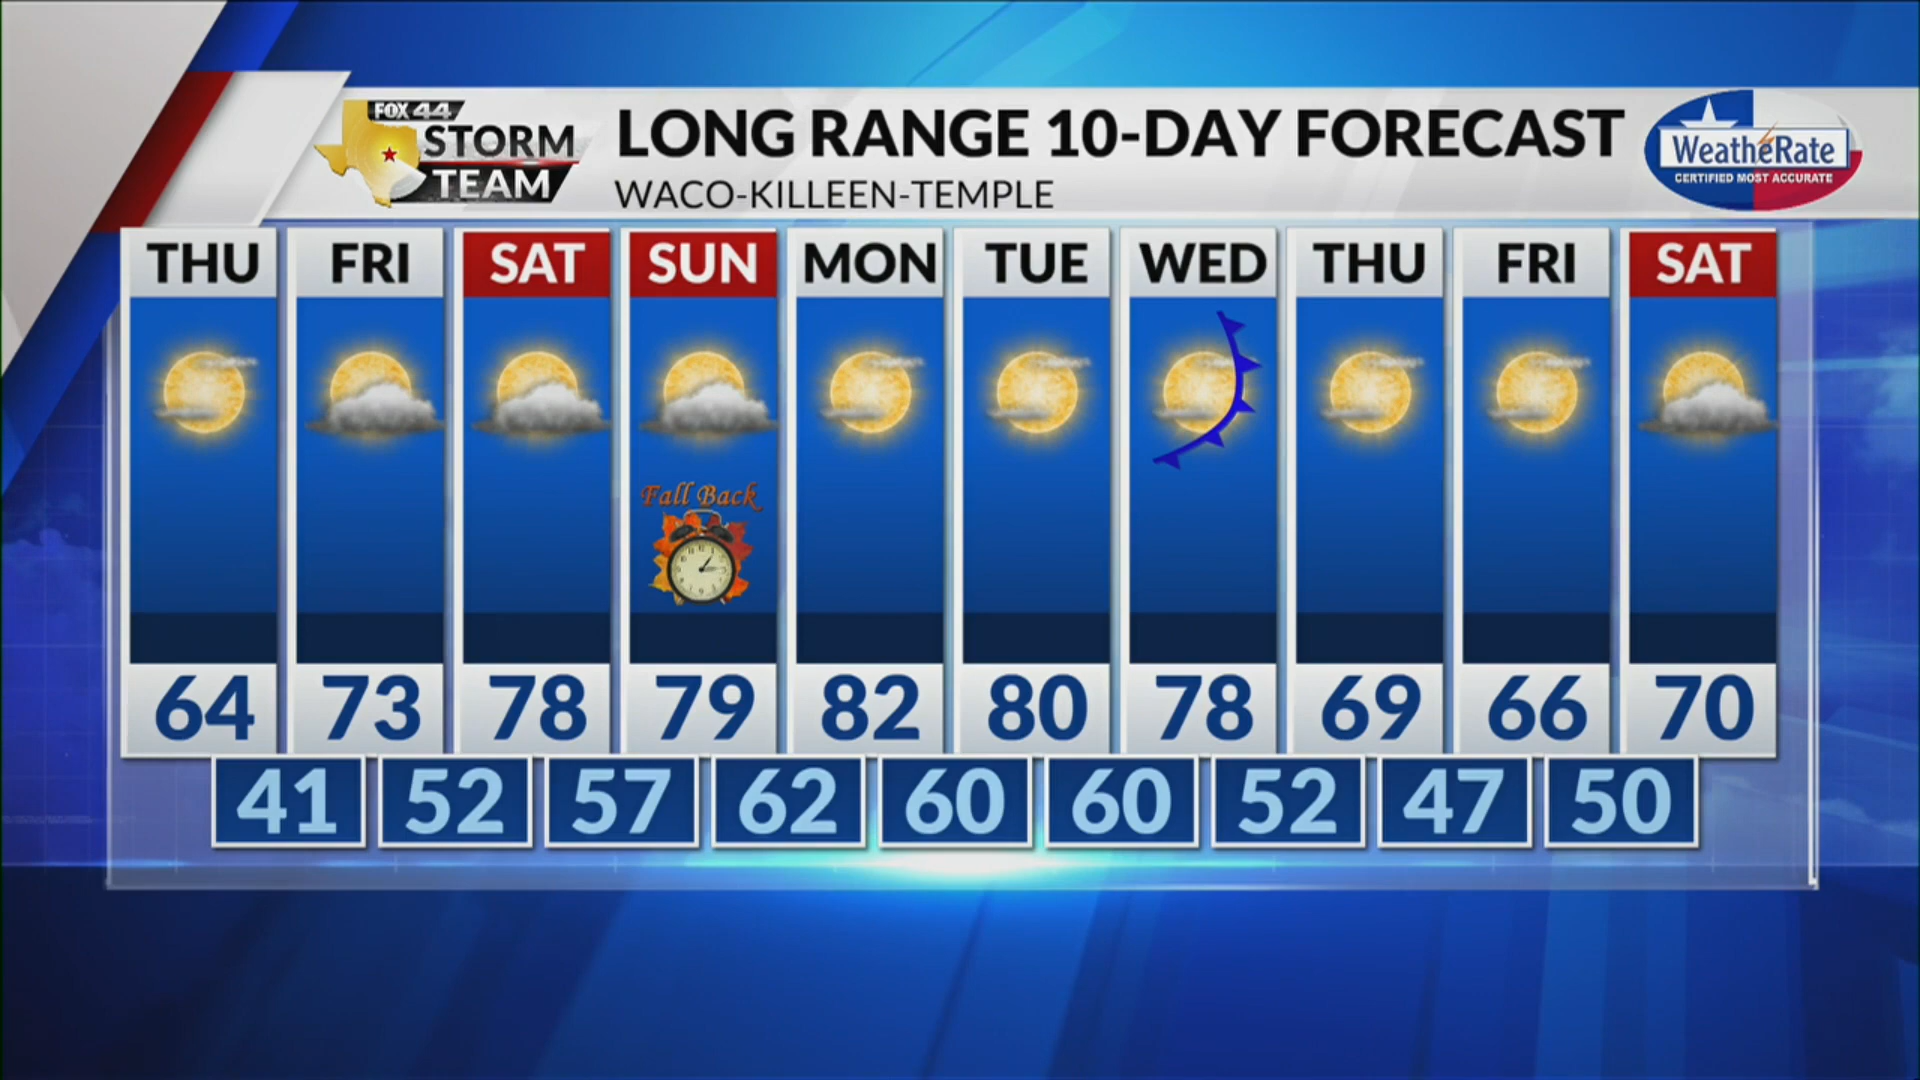 FOX 44
STORM
TEAM
LONG RANGE 10-DAY FORECAST
WACO-KILLEEN-TEMPLE
WeatheRate
CERTIFIED MOST ACCURATE
THU FRI SAT SUN MON TUE WED THU FRI SAT
Fall Back
64 73 78 79 82 80 78 69 66 70
41 52 57 62 60 60 52 47 50